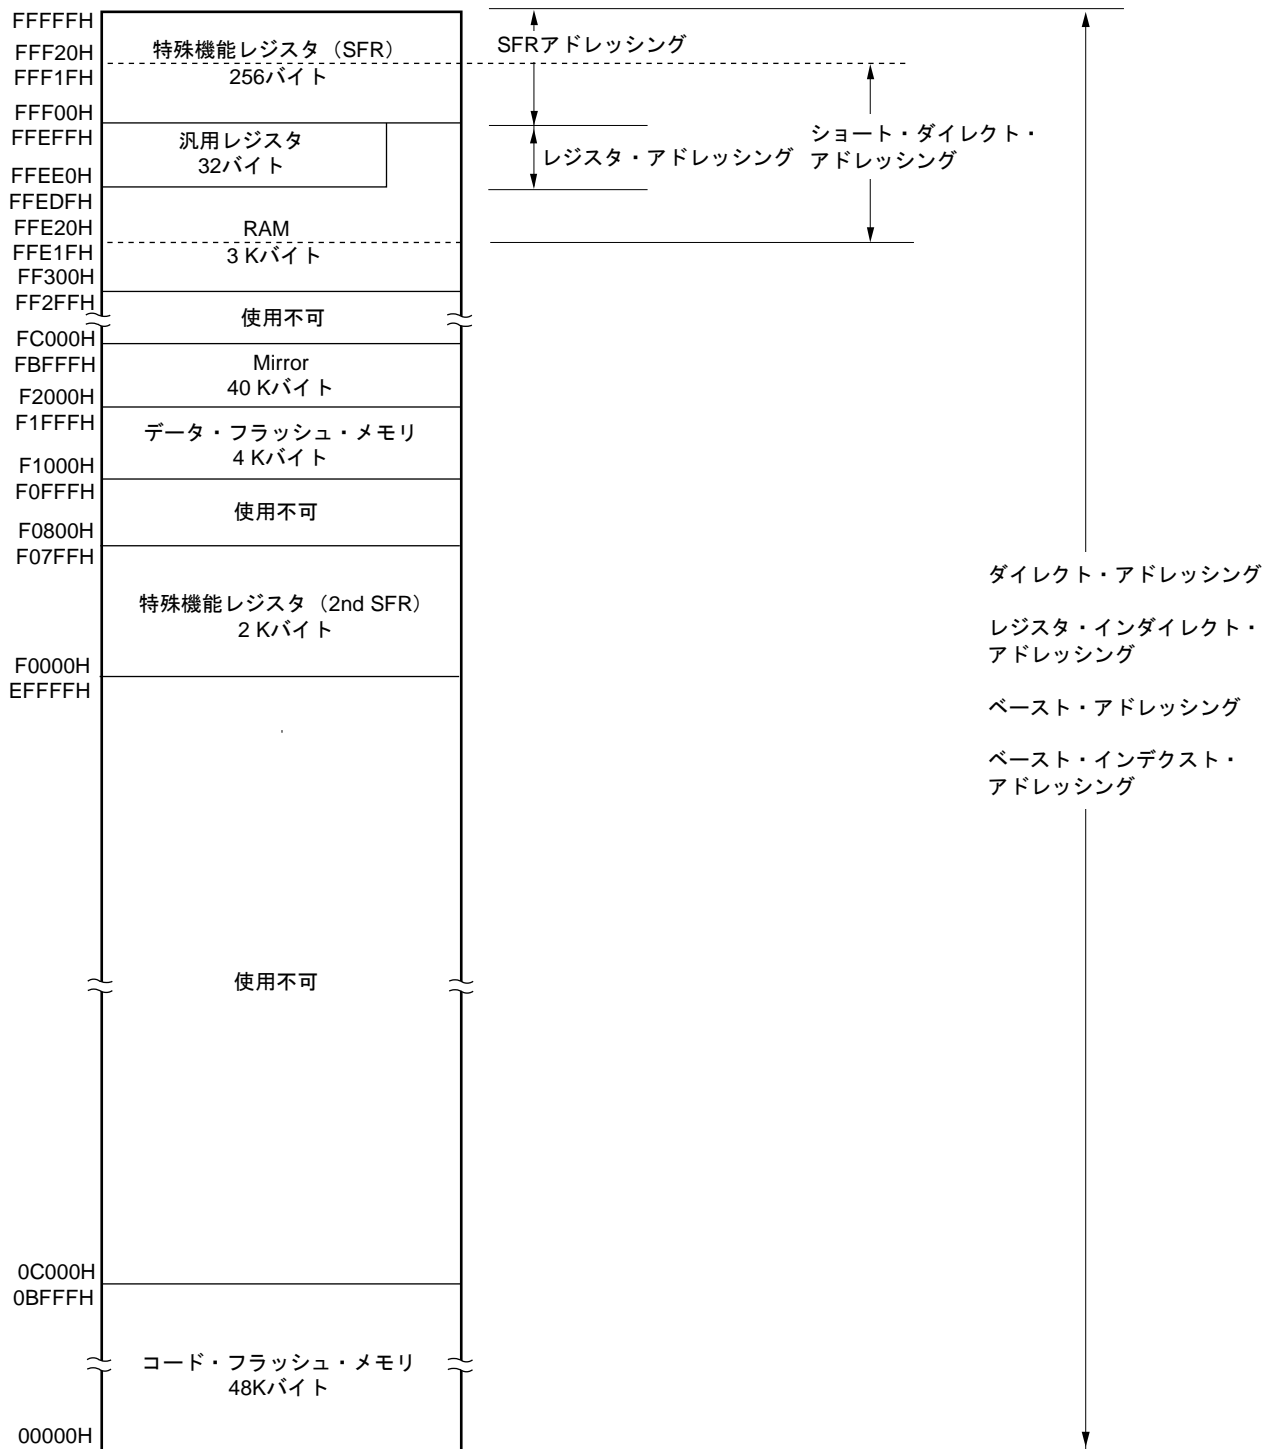 FFFFFH
FFF20H
FFF1FH
FFF00H
FFEFFH
FFEE0H
FFEDFH
FFE20H
FFE1FH
FF300H
FF2FFH
FC000H
FBFFFH
F2000H
F1FFFH
F1000H
F0FFFH
F0800H
F07FFH
F0000H
EFFFFH
0C000H
0BFFFH
00000H
特殊機能レジスタ（SFR）
256バイト
汎用レジスタ
32バイト
RAM
3 Kバイト
使用不可
Mirror
40 Kバイト
データ・フラッシュ・メモリ
4 Kバイト
使用不可
特殊機能レジスタ（2nd SFR）
2 Kバイト
使用不可
コード・フラッシュ・メモリ
48Kバイト
SFRアドレッシング
レジスタ・アドレッシング
ショート・ダイレクト・
アドレッシング
ダイレクト・アドレッシング
レジスタ・インダイレクト・
アドレッシング
ベースト・アドレッシング
ベースト・インデクスト・
アドレッシング